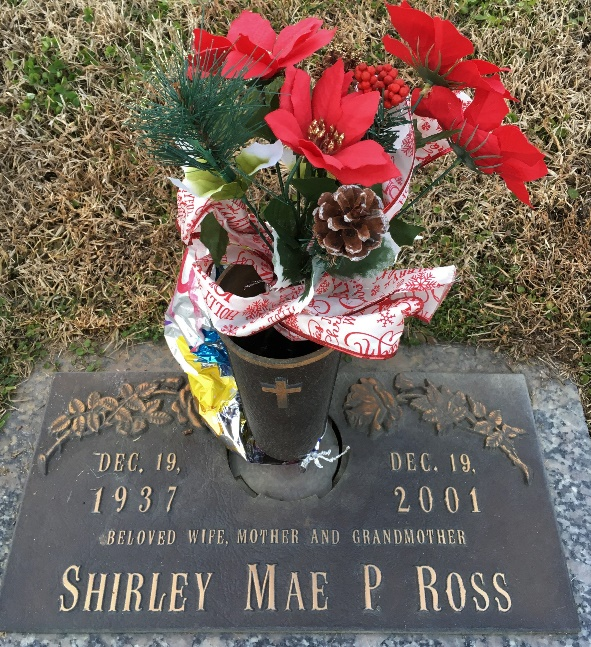 DEC. 19,
1937
DEC. 19,
2001
BELOVED WIFE, MOTHER AND GRANDMOTHER
SHIRLEY MAE P ROSS